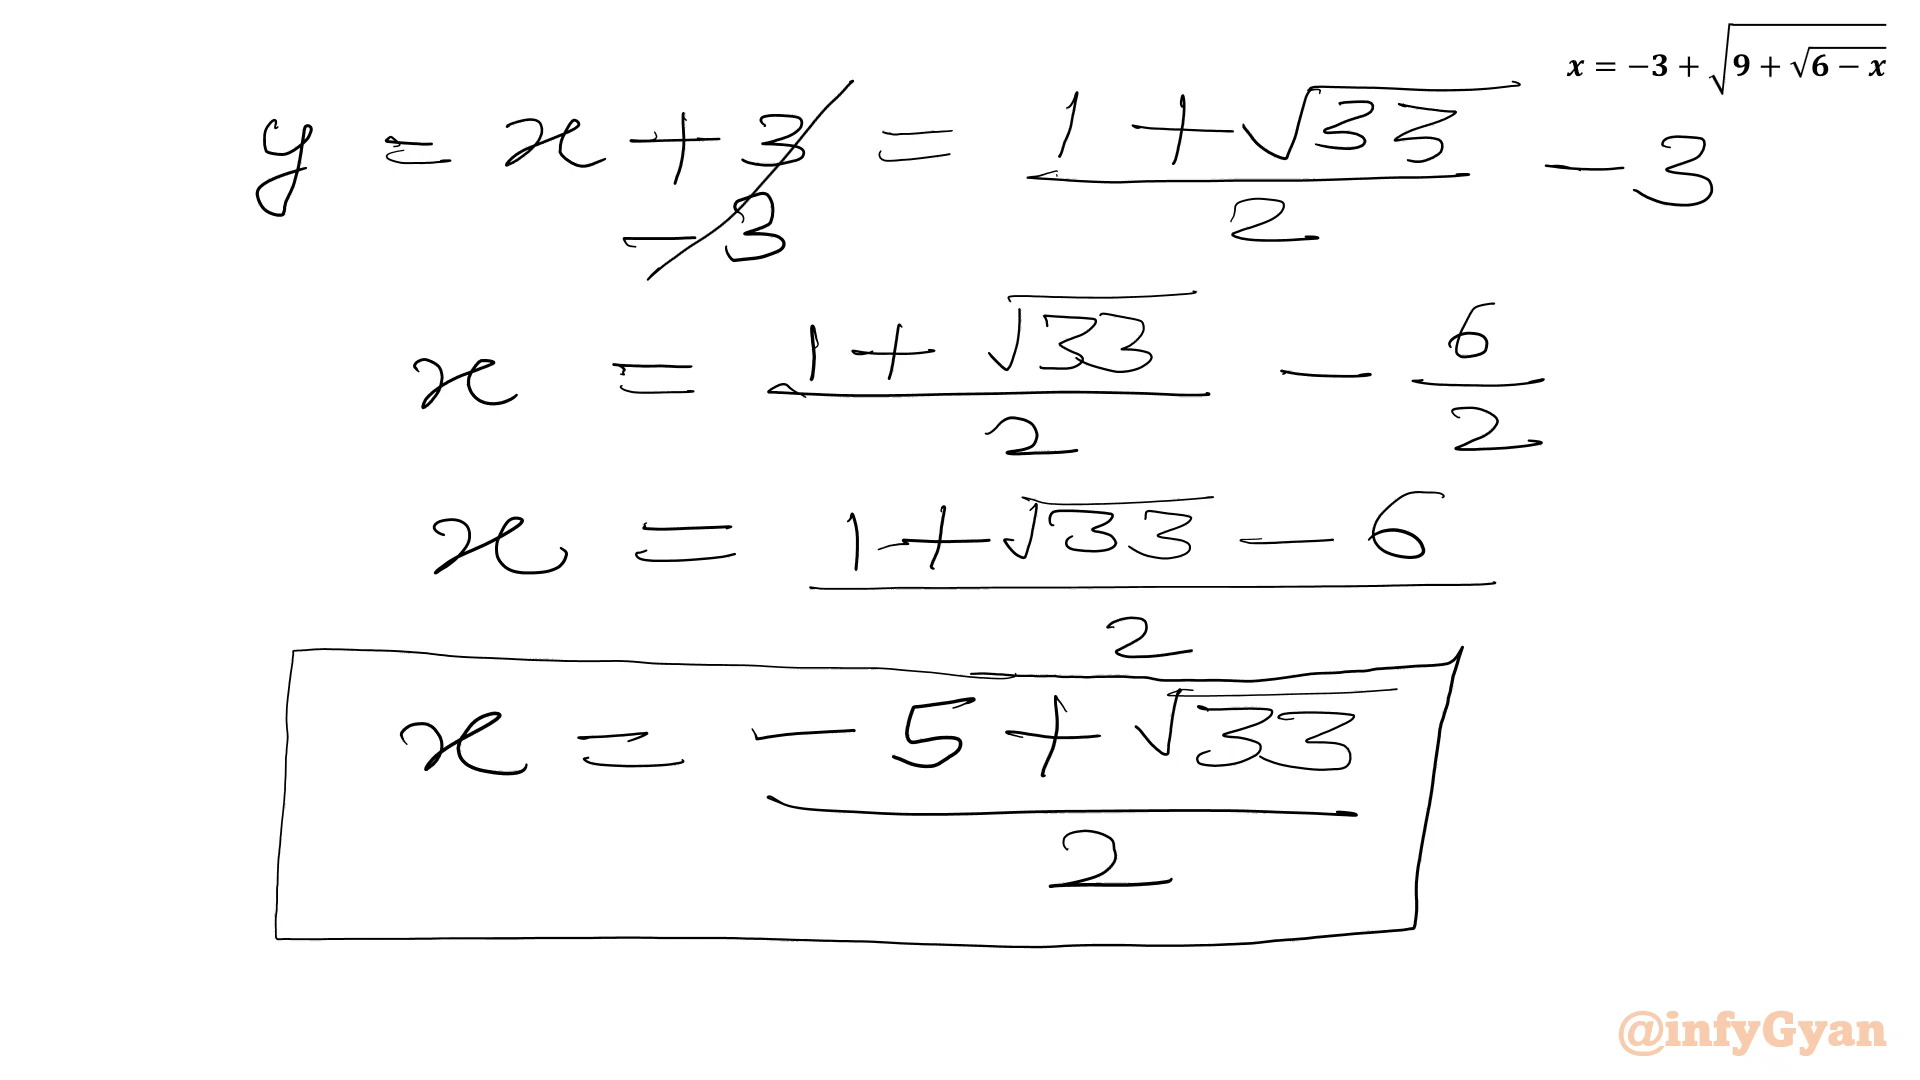 x = −3 + √(9 + √(6 − x))
y = x + 3 − 3 = (1 + √33)/2 − 3
x = (1 + √33)/2 − 6/2
x = (1 + √33 − 6)/2
x = (−5 + √33)/2
@infyGyan